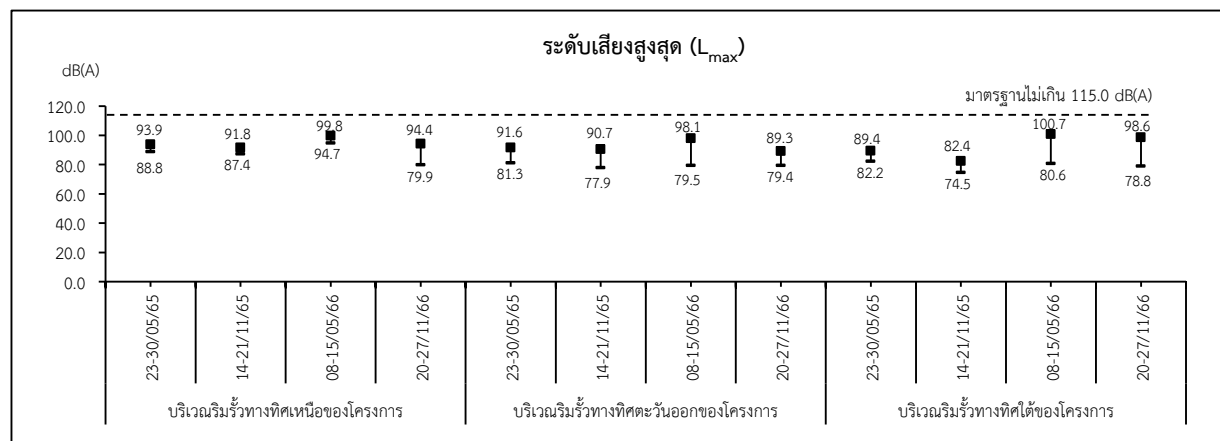 ระดับเสียงสูงสุด (Lmax)
dB(A)
มาตรฐานไม่เกิน 115.0 dB(A)
120.0
100.0
80.0
60.0
40.0
20.0
0.0
93.9 91.8 99.8 94.4 91.6 90.7 98.1 89.3 89.4 82.4 100.7 98.6
88.8 87.4 94.7 79.9 81.3 77.9 79.5 79.4 82.2 74.5 80.6 78.8
23-30/05/65
14-21/11/65
08-15/05/66
20-27/11/66
23-30/05/65
14-21/11/65
08-15/05/66
20-27/11/66
23-30/05/65
14-21/11/65
08-15/05/66
20-27/11/66
บริเวณริมรั้วทางทิศเหนือของโครงการ
บริเวณริมรั้วทางทิศตะวันออกของโครงการ
บริเวณริมรั้วทางทิศใต้ของโครงการ